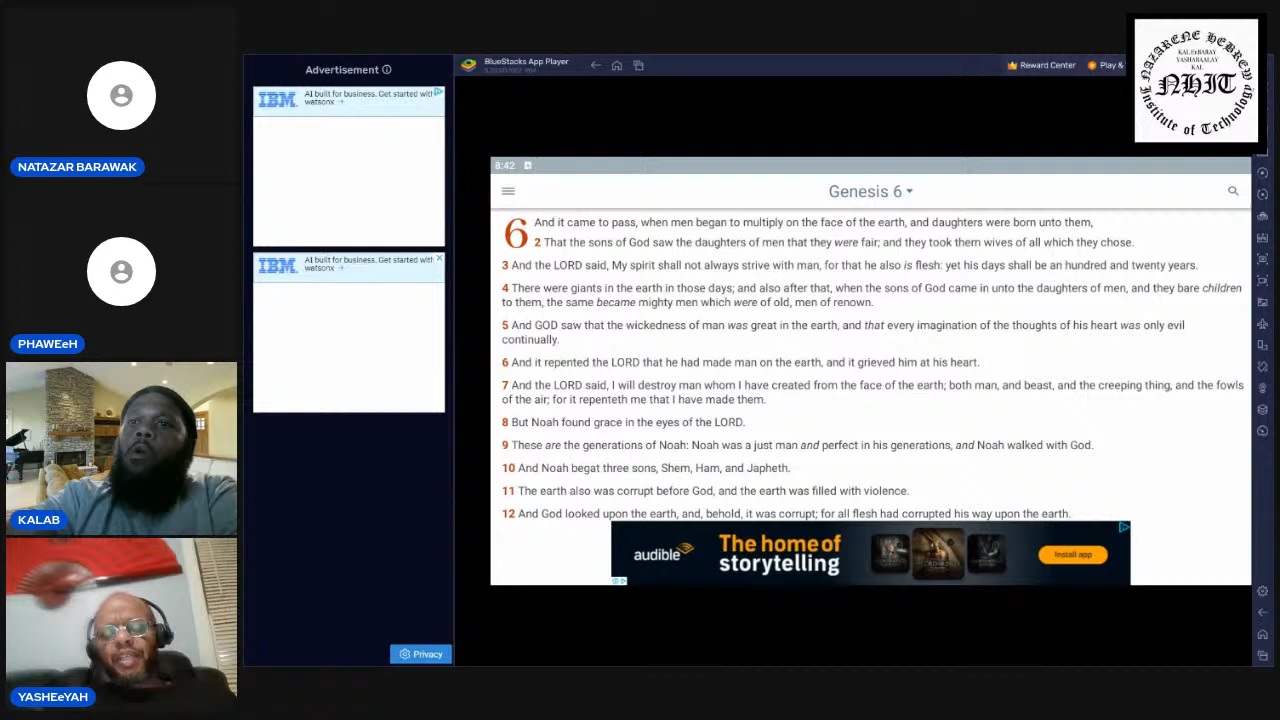 NATAZAR BARAWAK
PHAWEeH
KALAB
YASHEeYAH
Advertisement
IBM. AI built for business. Get started with
watsonx →
IBM. AI built for business. Get started with
watsonx →
Privacy
BlueStacks App Player
Reward Center
Play &
NAZARENE HEBREW
KAL EeBARAY
YASHARAALAY
KAL
NHIT
Institute of Technology
8:42
Genesis 6
6 And it came to pass, when men began to multiply on the face of the earth, and daughters were born unto them,
2 That the sons of God saw the daughters of men that they were fair; and they took them wives of all which they chose.
3 And the LORD said, My spirit shall not always strive with man, for that he also is flesh: yet his days shall be an hundred and twenty years.
4 There were giants in the earth in those days; and also after that, when the sons of God came in unto the daughters of men, and they bare children
to them, the same became mighty men which were of old, men of renown.
5 And GOD saw that the wickedness of man was great in the earth, and that every imagination of the thoughts of his heart was only evil
continually.
6 And it repented the LORD that he had made man on the earth, and it grieved him at his heart.
7 And the LORD said, I will destroy man whom I have created from the face of the earth; both man, and beast, and the creeping thing, and the fowls
of the air; for it repenteth me that I have made them.
8 But Noah found grace in the eyes of the LORD.
9 These are the generations of Noah: Noah was a just man and perfect in his generations, and Noah walked with God.
10 And Noah begat three sons, Shem, Ham, and Japheth.
11 The earth also was corrupt before God, and the earth was filled with violence.
12 And God looked upon the earth, and, behold, it was corrupt; for all flesh had corrupted his way upon the earth.
audible
The home of
storytelling
Install app